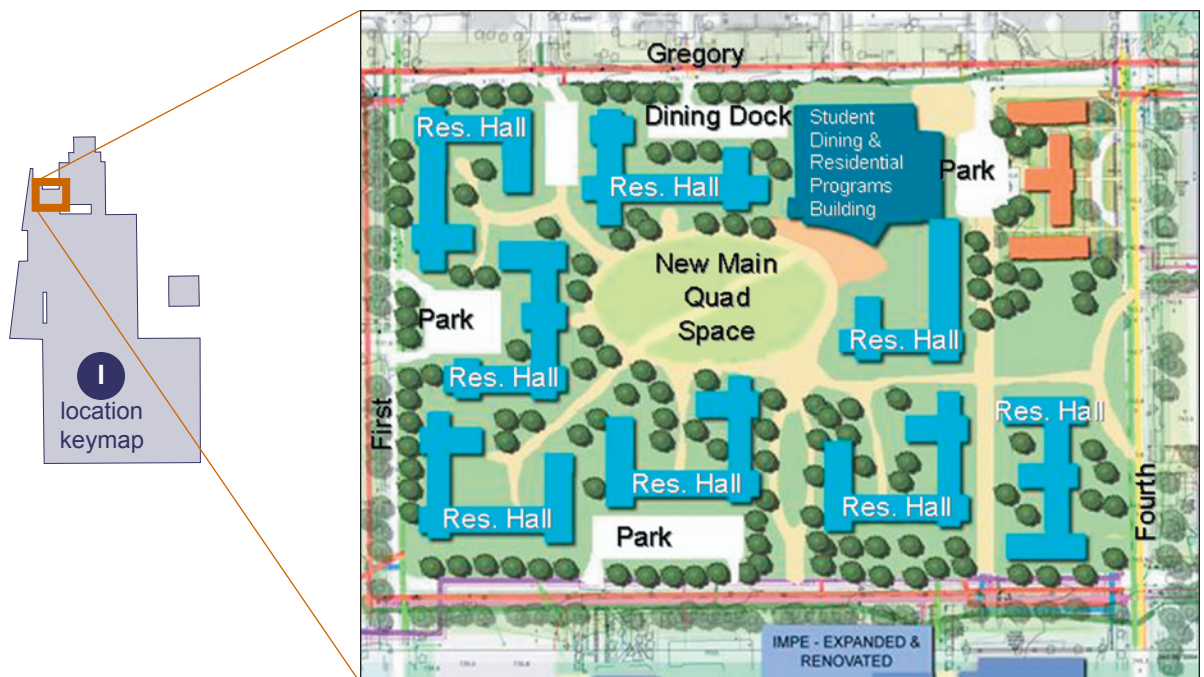 Gregory
Res. Hall
Dining Dock
Student
Dining &
Residential
Programs
Building
Park
Res. Hall
New Main
Quad
Space
Park
Res. Hall
Res. Hall
First
Res. Hall
Res. Hall
Res. Hall
Res. Hall
Park
Fourth
IMPE - EXPANDED &
RENOVATED
I
location
keymap